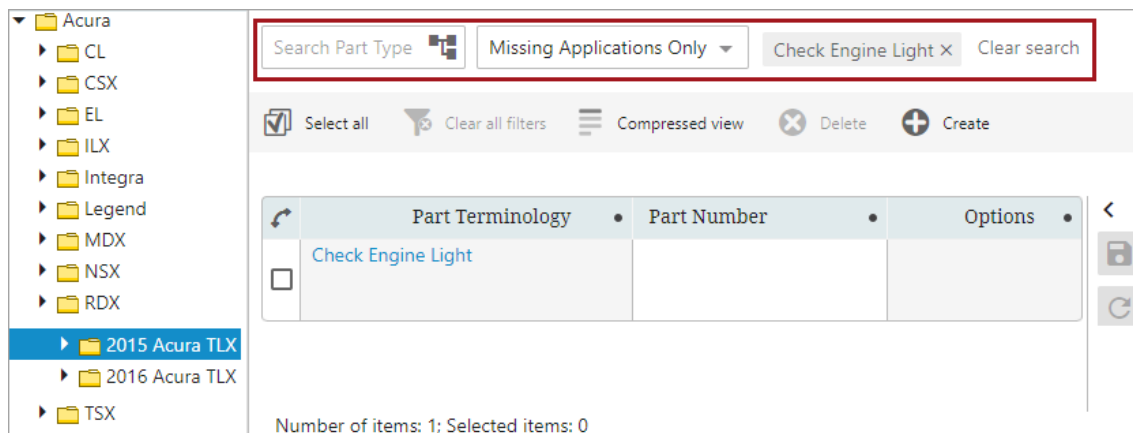 Acura
CL
CSX
EL
ILX
Integra
Legend
MDX
NSX
RDX
2015 Acura TLX
2016 Acura TLX
TSX
Search Part Type Missing Applications Only Check Engine Light × Clear search
Select all Clear all filters Compressed view Delete Create
Part Terminology • Part Number • Options •
Check Engine Light
Number of items: 1; Selected items: 0